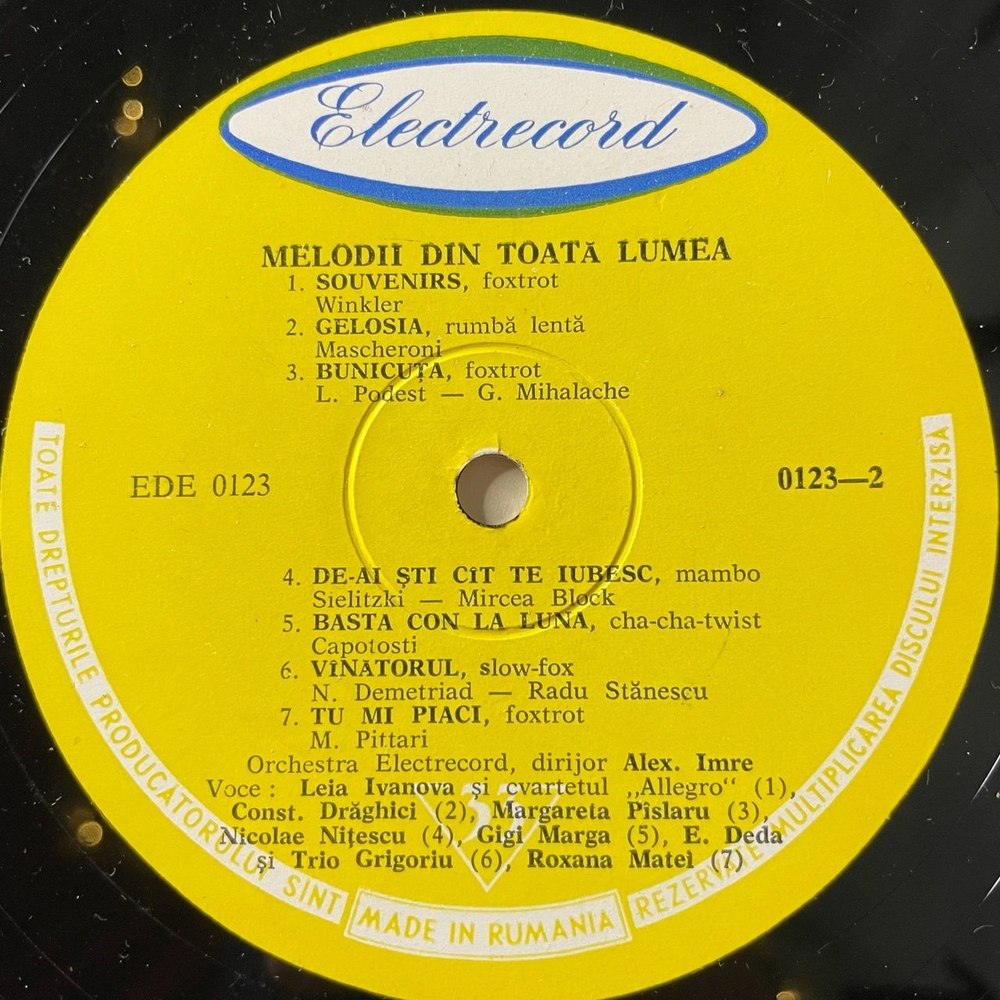 Electrecord
MELODII DIN TOATĂ LUMEA
1. SOUVENIRS, foxtrot
Winkler
2. GELOSIA, rumbă lentă
Mascheroni
3. BUNICUȚA, foxtrot
L. Podest — G. Mihalache
EDE 0123
0123—2
4. DE-AI ȘTI CÎT TE IUBESC, mambo
Sielitzki — Mircea Block
5. BASTA CON LA LUNA, cha-cha-twist
Capotosti
6. VÎNĂTORUL, slow-fox
N. Demetriad — Radu Stănescu
7. TU MI PIACI, foxtrot
M. Pittari
Orchestra Electrecord, dirijor Alex. Imre
Voce : Leia Ivanova și cvartetul „Allegro“ (1),
Const. Drăghici (2), Margareta Pîslaru (3),
Nicolae Nițescu (4), Gigi Marga (5), E. Deda
și Trio Grigoriu (6), Roxana Matei (7)
33
TOATE DREPTURILE PRODUCATORULUI SINT REZERVATE MULTIPLICAREA DISCULUI INTERZISA
MADE IN RUMANIA